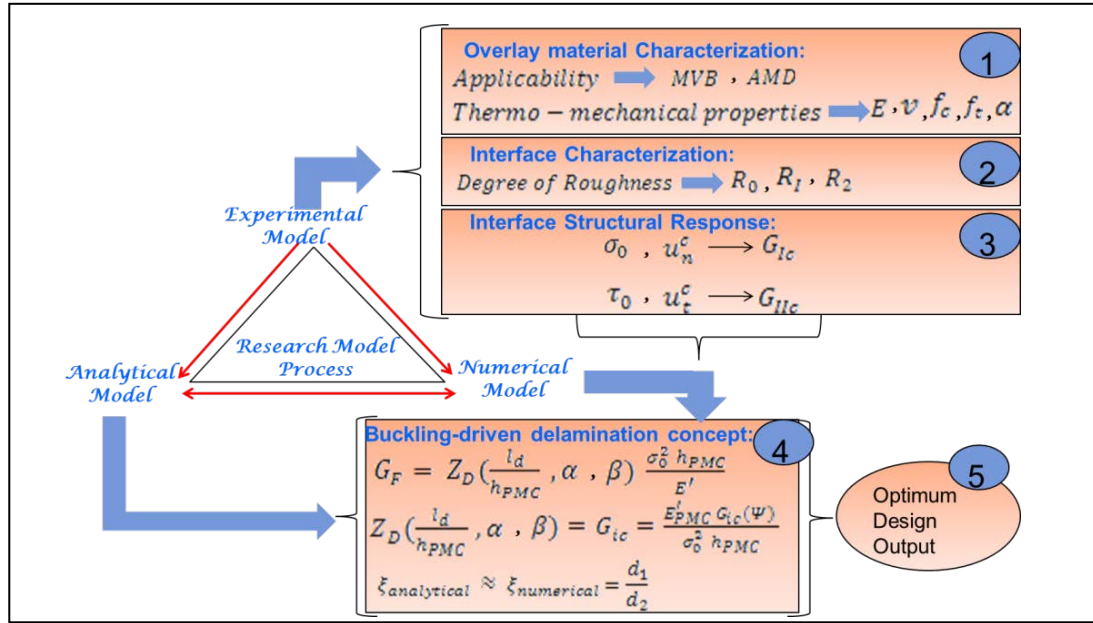 Overlay material Characterization:
1
Applicability → MVB , AMD
Thermo − mechanical properties → E , v , f_c , f_t , α
Interface Characterization:
2
Degree of Roughness → R_0 , R_I , R_2
Interface Structural Response:
3
σ_0 , u_n^c → G_Ic
τ_0 , u_t^c → G_IIc
Experimental
Model
Research Model
Process
Analytical
Model
Numerical
Model
Buckling-driven delamination concept:
4
G_F = Z_D(l_d/h_PMC , α , β) σ_0^2 h_PMC/E'
Z_D(l_d/h_PMC , α , β) = G_ic = E'_PMC G_ic(Ψ)/σ_0^2 h_PMC
ξ_analytical ≈ ξ_numerical = d_1/d_2
5
Optimum
Design
Output